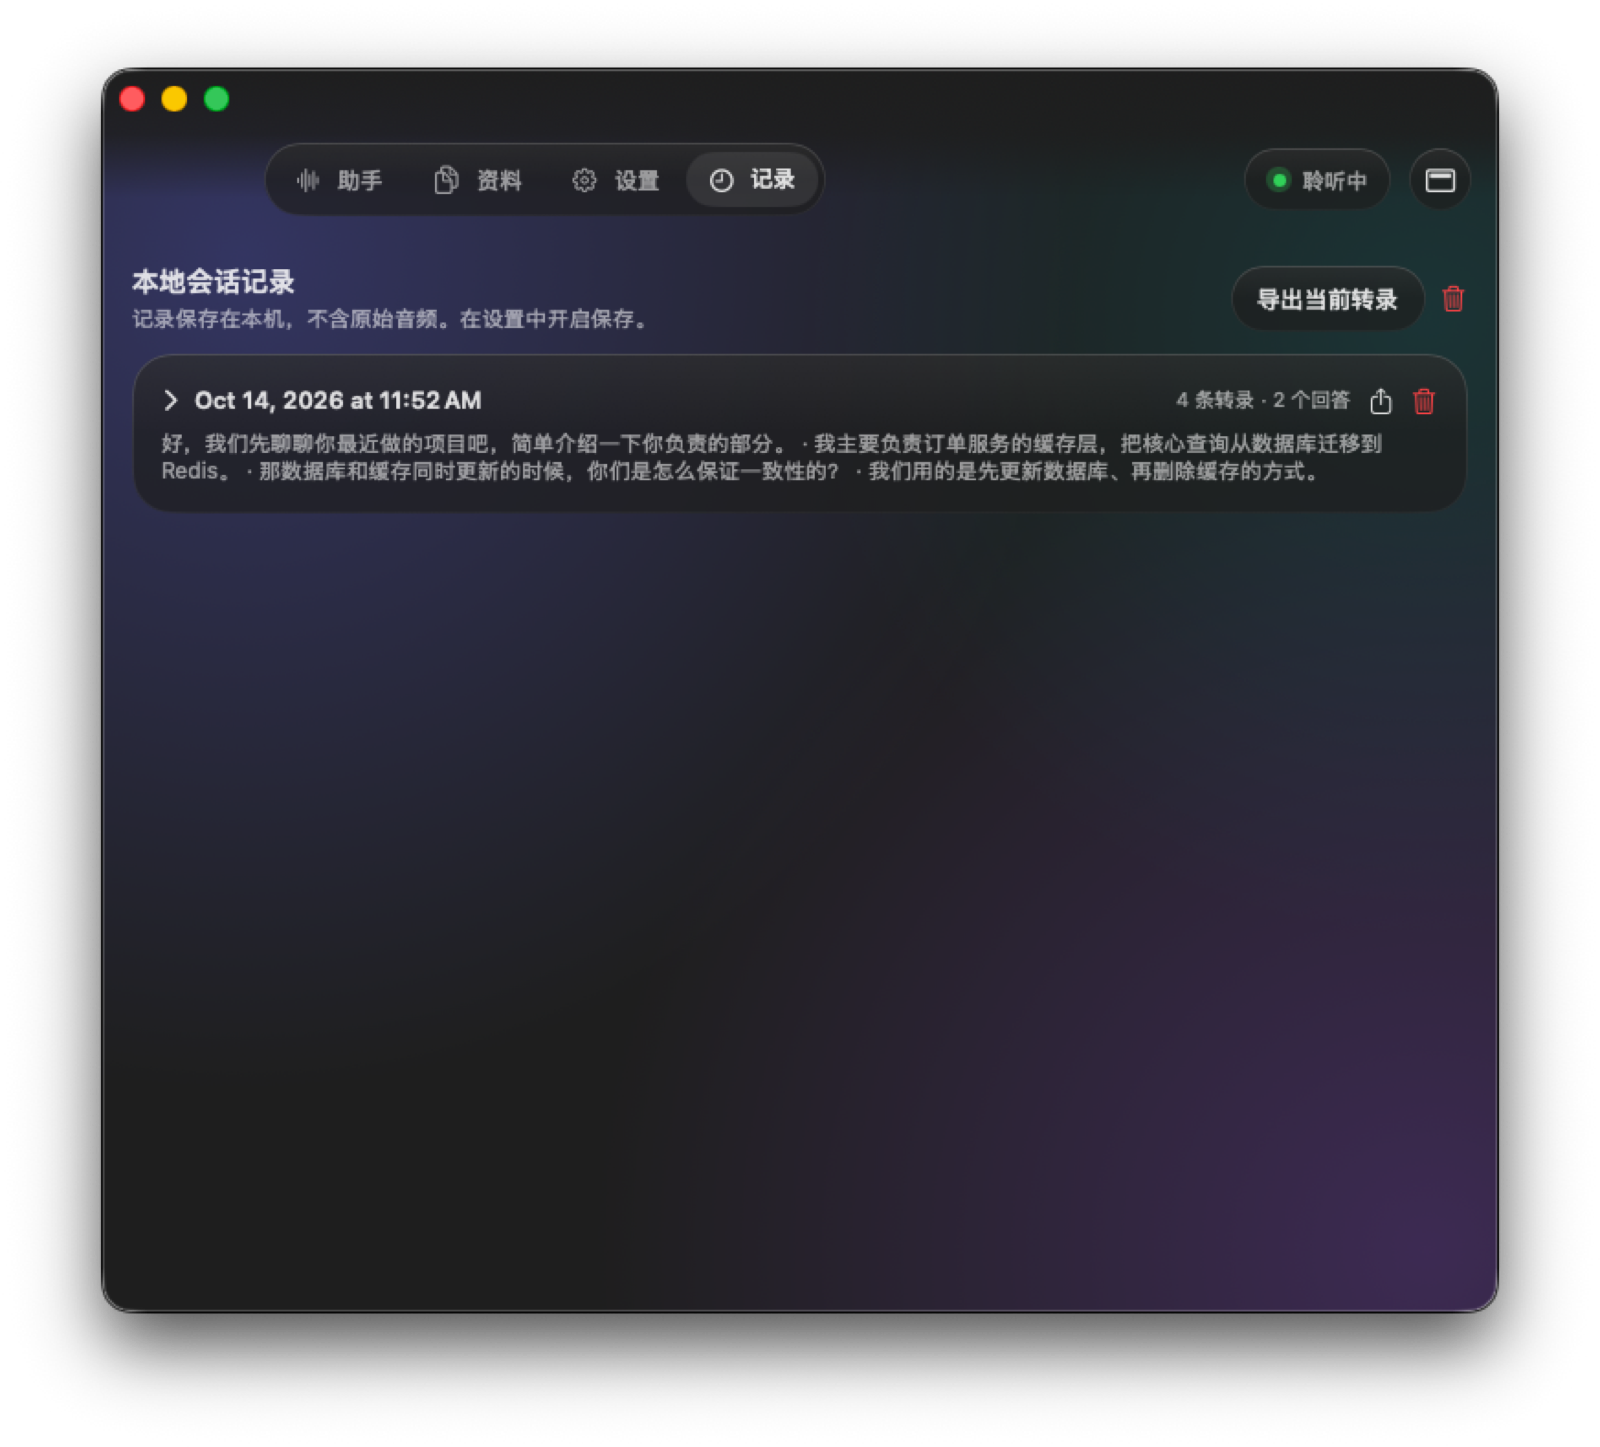 助手 资料 设置 记录 聆听中
本地会话记录
记录保存在本机，不含原始音频。在设置中开启保存。
导出当前转录
Oct 14, 2026 at 11:52 AM 4 条转录 · 2 个回答
好，我们先聊聊你最近做的项目吧，简单介绍一下你负责的部分。 · 我主要负责订单服务的缓存层，把核心查询从数据库迁移到
Redis。 · 那数据库和缓存同时更新的时候，你们是怎么保证一致性的？ · 我们用的是先更新数据库、再删除缓存的方式。